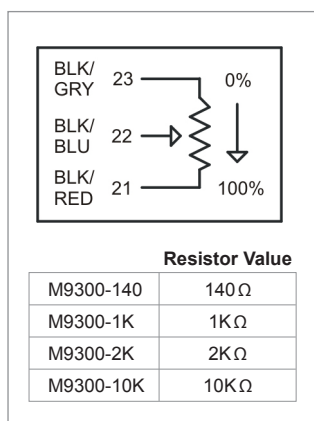 BLK/
GRY 23 0%
BLK/
BLU 22
BLK/
RED 21 100%
Resistor Value
M9300-140 140Ω
M9300-1K 1KΩ
M9300-2K 2KΩ
M9300-10K 10KΩ